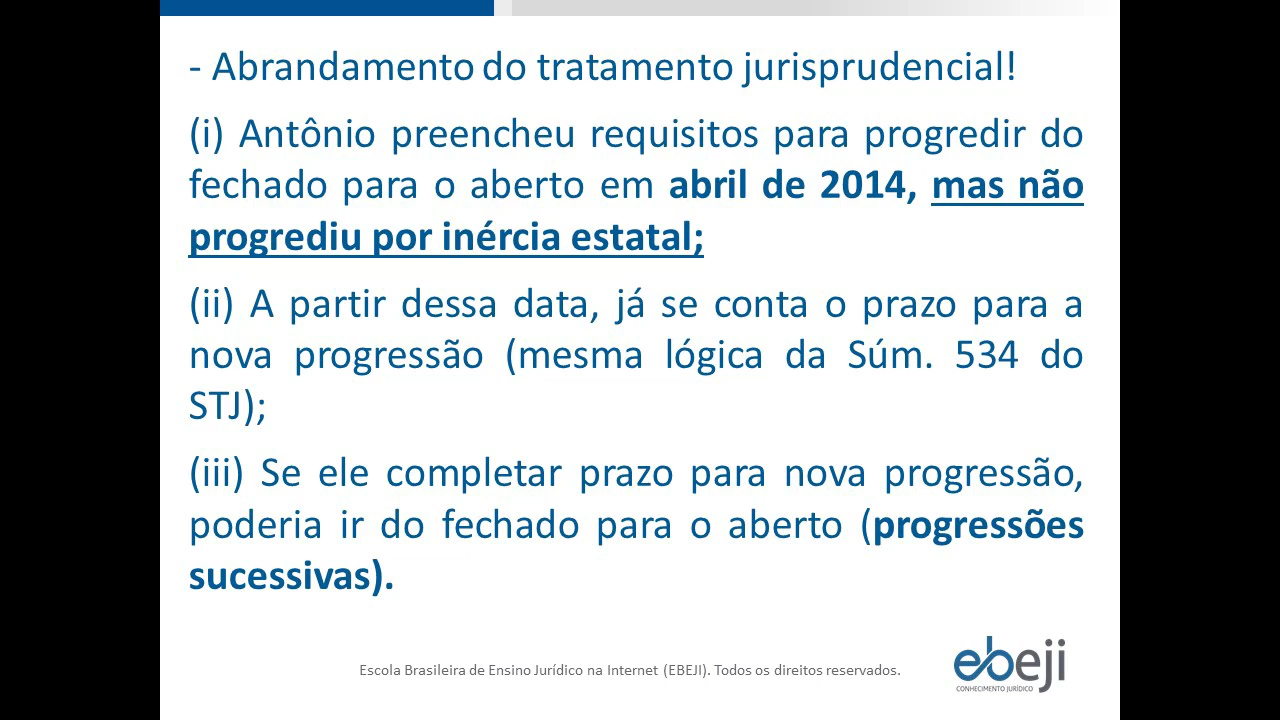 - Abrandamento do tratamento jurisprudencial!
(i) Antônio preencheu requisitos para progredir do
fechado para o aberto em abril de 2014, mas não
progrediu por inércia estatal;
(ii) A partir dessa data, já se conta o prazo para a
nova progressão (mesma lógica da Súm. 534 do
STJ);
(iii) Se ele completar prazo para nova progressão,
poderia ir do fechado para o aberto (progressões
sucessivas).
Escola Brasileira de Ensino Jurídico na Internet (EBEJI). Todos os direitos reservados.
ebeji
CONHECIMENTO JURÍDICO